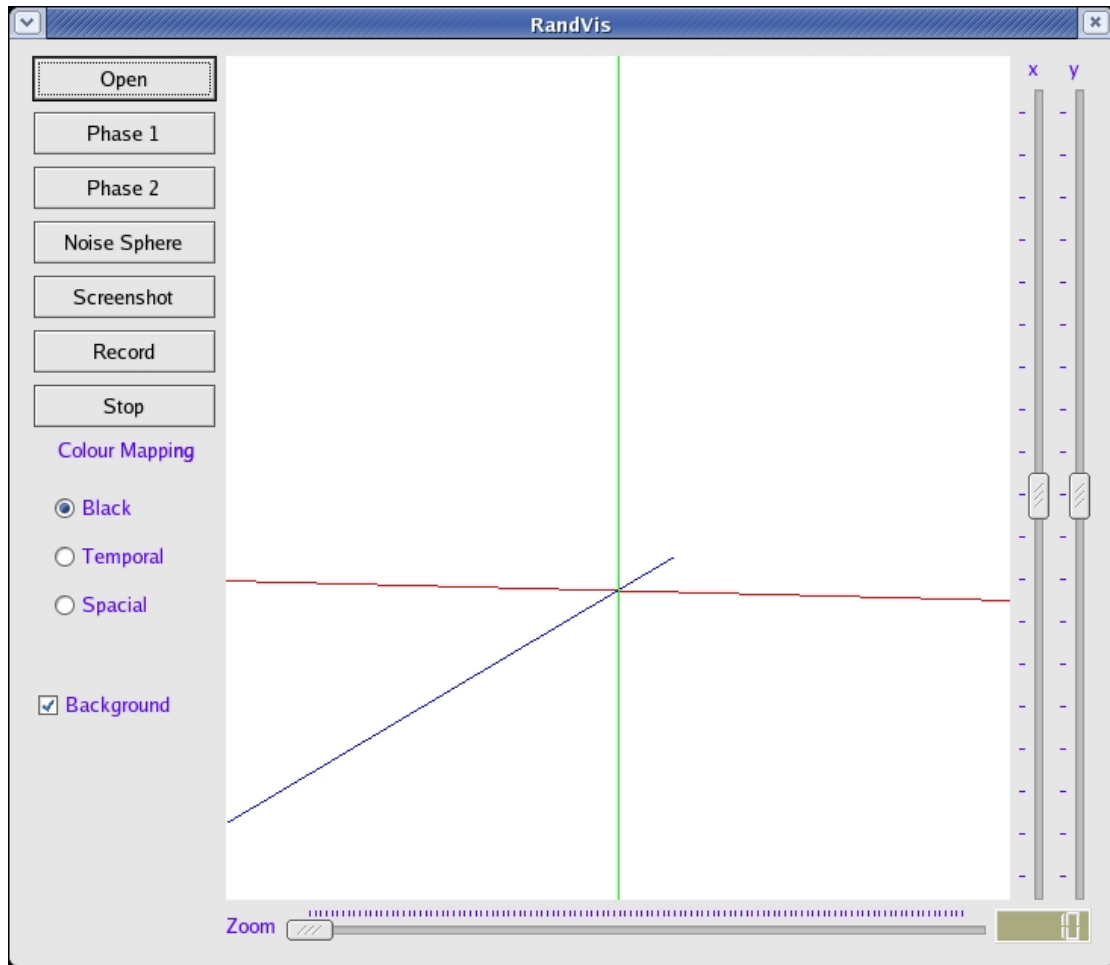 RandVis
Open
Phase 1
Phase 2
Noise Sphere
Screenshot
Record
Stop
Colour Mapping
Black
Temporal
Spacial
Background
x y
Zoom
10